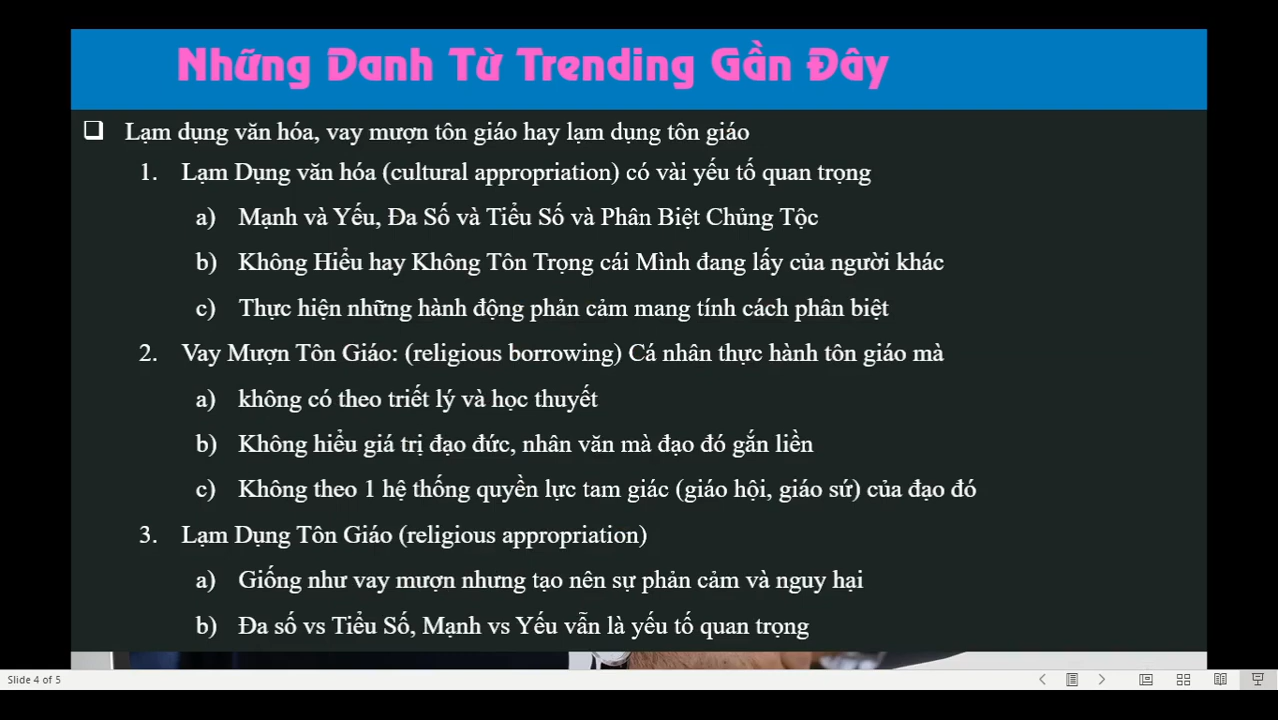 Những Danh Từ Trending Gần Đây
❑ Lạm dụng văn hóa, vay mượn tôn giáo hay lạm dụng tôn giáo
1. Lạm Dụng văn hóa (cultural appropriation) có vài yếu tố quan trọng
a) Mạnh và Yếu, Đa Số và Tiểu Số và Phân Biệt Chủng Tộc
b) Không Hiểu hay Không Tôn Trọng cái Mình đang lấy của người khác
c) Thực hiện những hành động phản cảm mang tính cách phân biệt
2. Vay Mượn Tôn Giáo: (religious borrowing) Cá nhân thực hành tôn giáo mà
a) không có theo triết lý và học thuyết
b) Không hiểu giá trị đạo đức, nhân văn mà đạo đó gắn liền
c) Không theo 1 hệ thống quyền lực tam giác (giáo hội, giáo sứ) của đạo đó
3. Lạm Dụng Tôn Giáo (religious appropriation)
a) Giống như vay mượn nhưng tạo nên sự phản cảm và nguy hại
b) Đa số vs Tiểu Số, Mạnh vs Yếu vẫn là yếu tố quan trọng
Slide 4 of 5